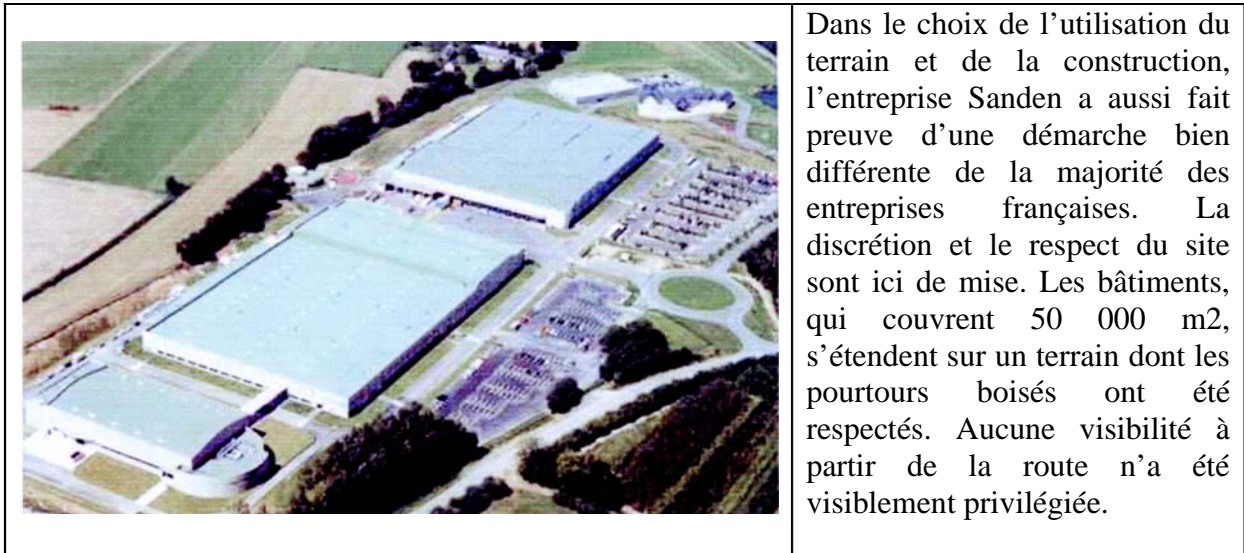 Dans le choix de l’utilisation du
terrain et de la construction,
l’entreprise Sanden a aussi fait
preuve d’une démarche bien
différente de la majorité des
entreprises françaises. La
discrétion et le respect du site
sont ici de mise. Les bâtiments,
qui couvrent 50 000 m2,
s’étendent sur un terrain dont les
pourtours boisés ont été
respectés. Aucune visibilité à
partir de la route n’a été
visiblement privilégiée.